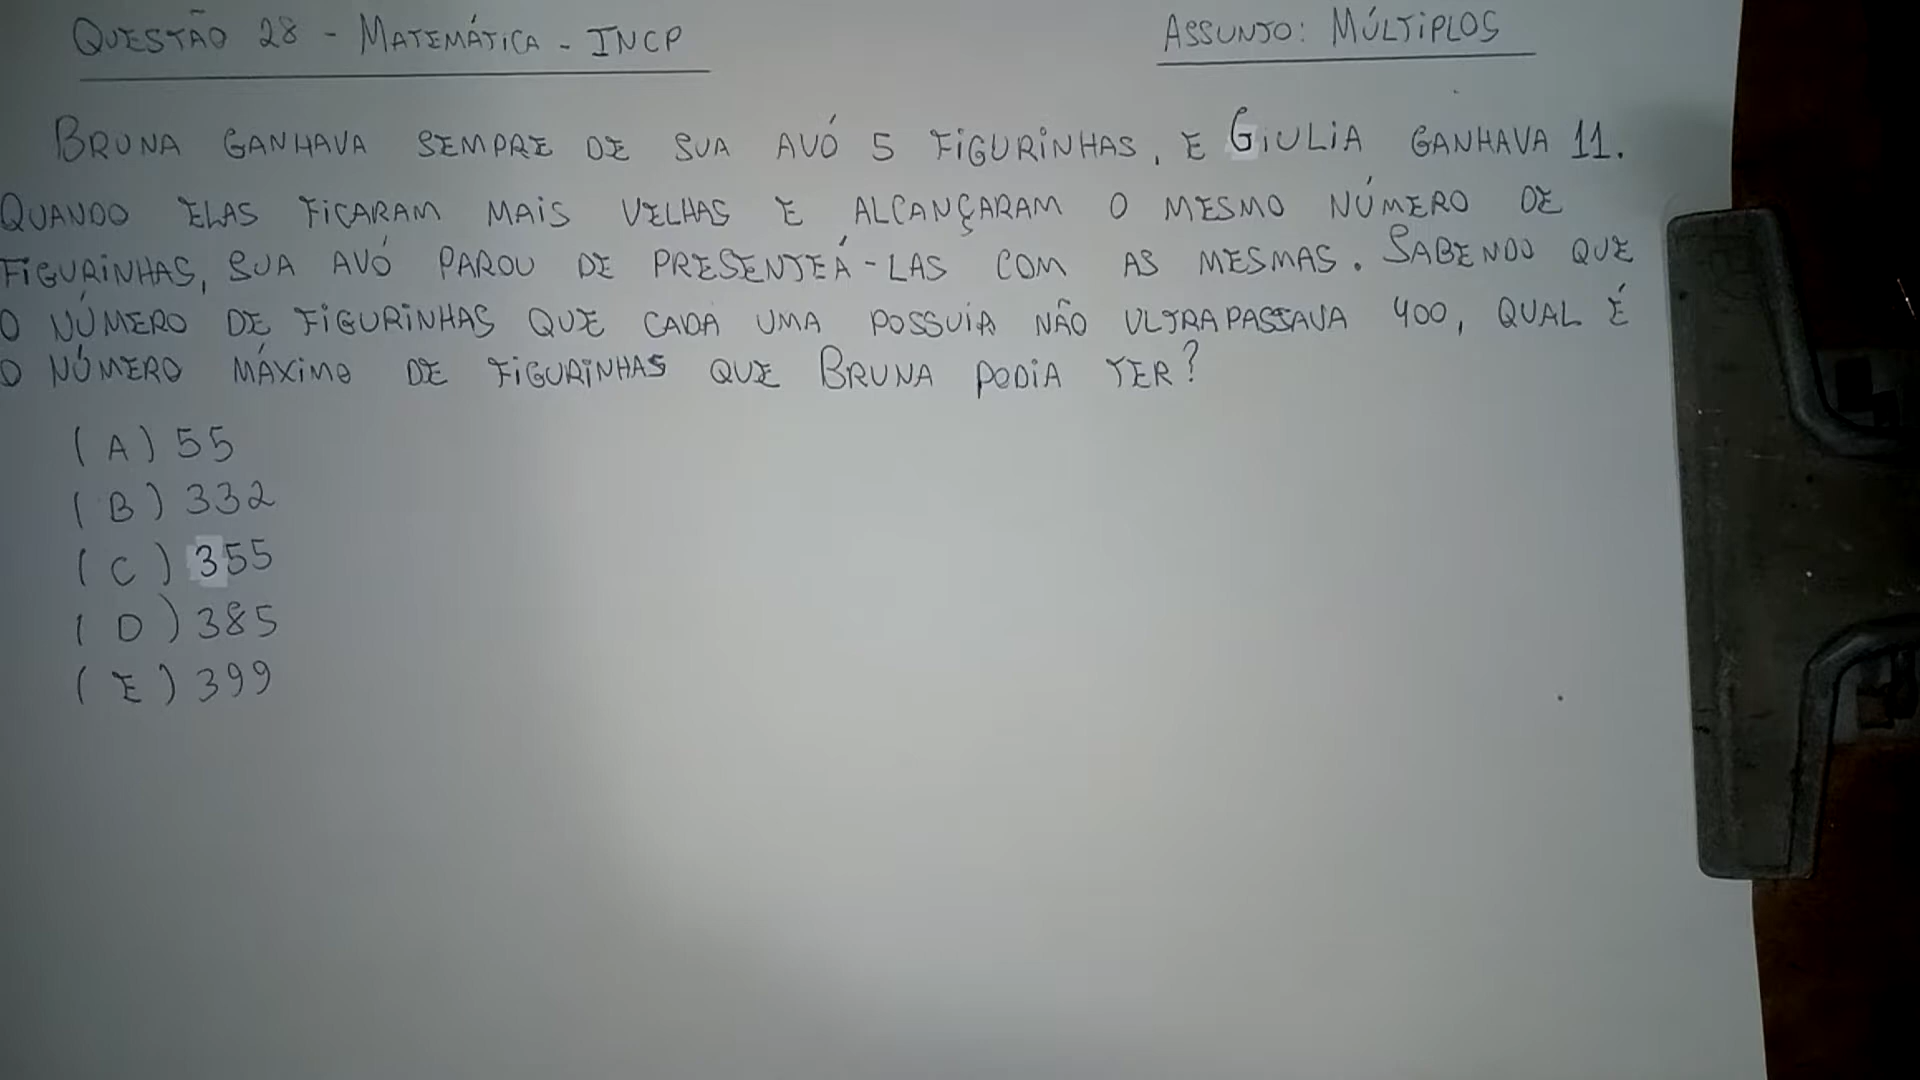 QUESTÃO 28 - MATEMÁTICA - INCP
ASSUNTO: MÚLTIPLOS
BRUNA GANHAVA SEMPRE DE SUA AVÓ 5 FIGURINHAS, E GIULIA GANHAVA 11.
QUANDO ELAS FICARAM MAIS VELHAS E ALCANÇARAM O MESMO NÚMERO DE
FIGURINHAS, SUA AVÓ PAROU DE PRESENTEÁ-LAS COM AS MESMAS. SABENDO QUE
O NÚMERO DE FIGURINHAS QUE CADA UMA POSSUÍA NÃO ULTRAPASSAVA 400, QUAL É
O NÚMERO MÁXIMO DE FIGURINHAS QUE BRUNA PODIA TER?
(A) 55
(B) 332
(C) 355
(D) 385
(E) 399